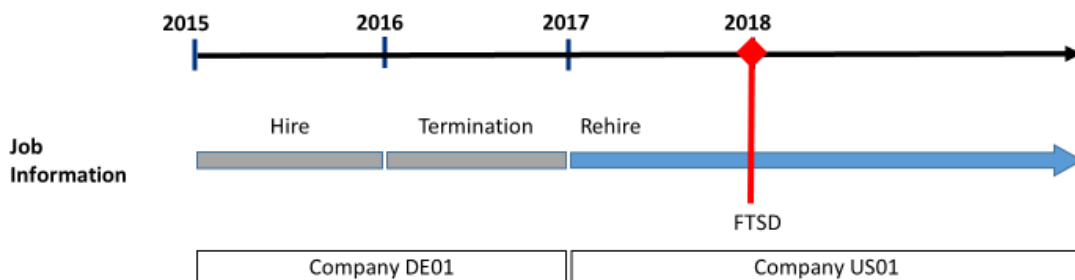 2015 2016 2017 2018
Hire Termination Rehire
Job
Information
FTSD
Company DE01 Company US01